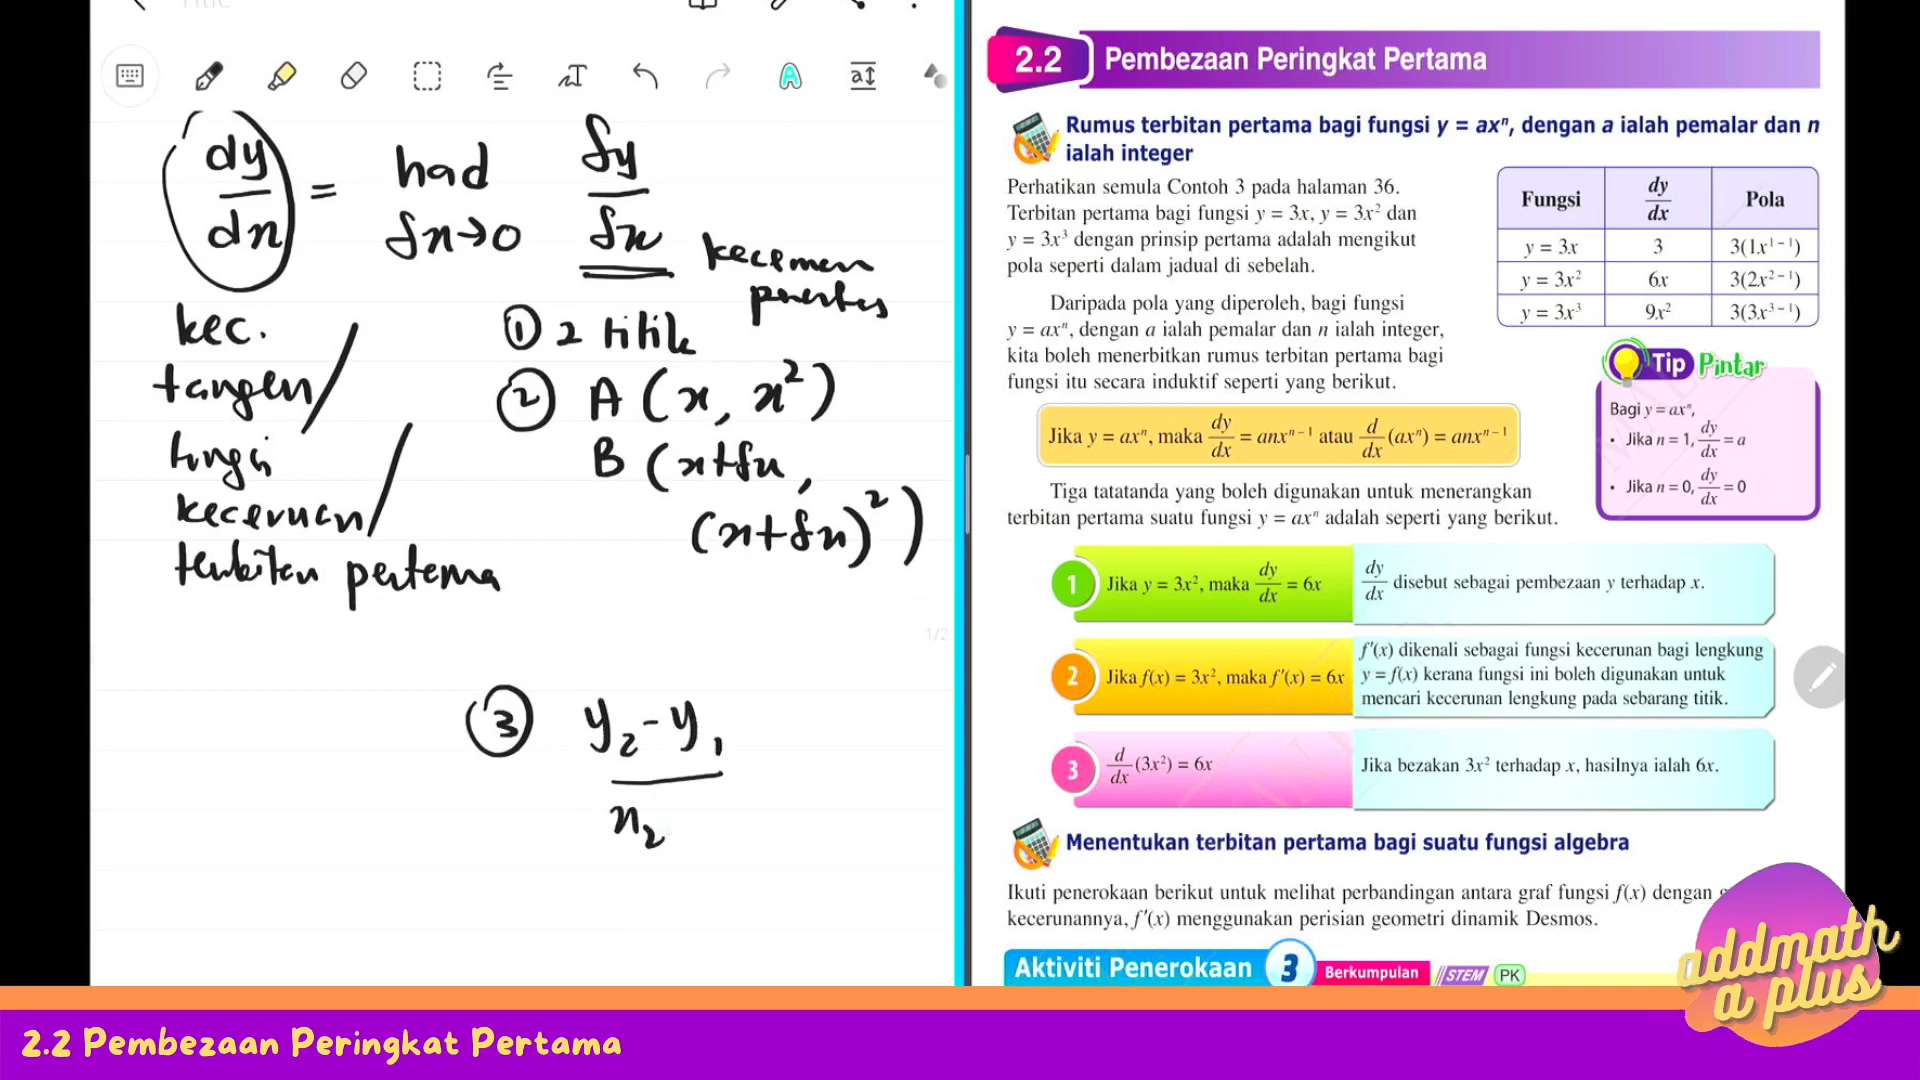 dy/dx = had δx→0 δy/δx
kecerunan
perentas
kec.
tangen/
fungsi
kecerunan/
terbitan pertama
① 2 titik
② A (x, x²)
B (x+δx,
(x+δx)²)
1/2
③ y₂-y₁
x₂
2.2 Pembezaan Peringkat Pertama
Rumus terbitan pertama bagi fungsi y = axⁿ, dengan a ialah pemalar dan n
ialah integer
Perhatikan semula Contoh 3 pada halaman 36.
Terbitan pertama bagi fungsi y = 3x, y = 3x² dan
y = 3x³ dengan prinsip pertama adalah mengikut
pola seperti dalam jadual di sebelah.
Fungsi dy/dx Pola
y = 3x 3 3(1x¹⁻¹)
y = 3x² 6x 3(2x²⁻¹)
y = 3x³ 9x² 3(3x³⁻¹)
Daripada pola yang diperoleh, bagi fungsi
y = axⁿ, dengan a ialah pemalar dan n ialah integer,
kita boleh menerbitkan rumus terbitan pertama bagi
fungsi itu secara induktif seperti yang berikut.
Jika y = axⁿ, maka dy/dx = anxⁿ⁻¹ atau d/dx (axⁿ) = anxⁿ⁻¹
Tip Pintar
Bagi y = axⁿ,
• Jika n = 1, dy/dx = a
• Jika n = 0, dy/dx = 0
Tiga tatatanda yang boleh digunakan untuk menerangkan
terbitan pertama suatu fungsi y = axⁿ adalah seperti yang berikut.
1 Jika y = 3x², maka dy/dx = 6x
dy/dx disebut sebagai pembezaan y terhadap x.
2 Jika f(x) = 3x², maka f′(x) = 6x
f′(x) dikenali sebagai fungsi kecerunan bagi lengkung
y = f(x) kerana fungsi ini boleh digunakan untuk
mencari kecerunan lengkung pada sebarang titik.
3 d/dx (3x²) = 6x
Jika bezakan 3x² terhadap x, hasilnya ialah 6x.
Menentukan terbitan pertama bagi suatu fungsi algebra
Ikuti penerokaan berikut untuk melihat perbandingan antara graf fungsi f(x) dengan
kecerunannya, f′(x) menggunakan perisian geometri dinamik Desmos.
Aktiviti Penerokaan 3 Berkumpulan STEM PK
addmath
a plus
2.2 Pembezaan Peringkat Pertama